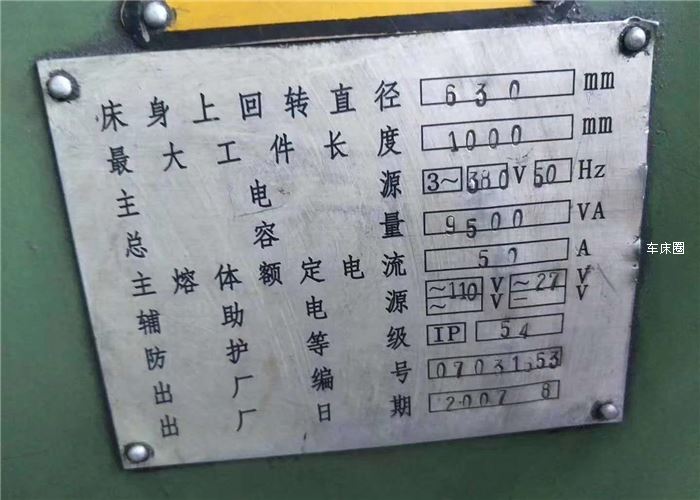 床身上回转直径 630 mm
最大工件长度 1000 mm
主电源 3~ 380 V 50 Hz
总容量 9500 VA
主熔体额定电流 50 A
辅助电源 ~110 V ~27 V
~ V — V
防护等级 IP 54
出厂编号 07031553
出厂日期 2007 8
车床圈